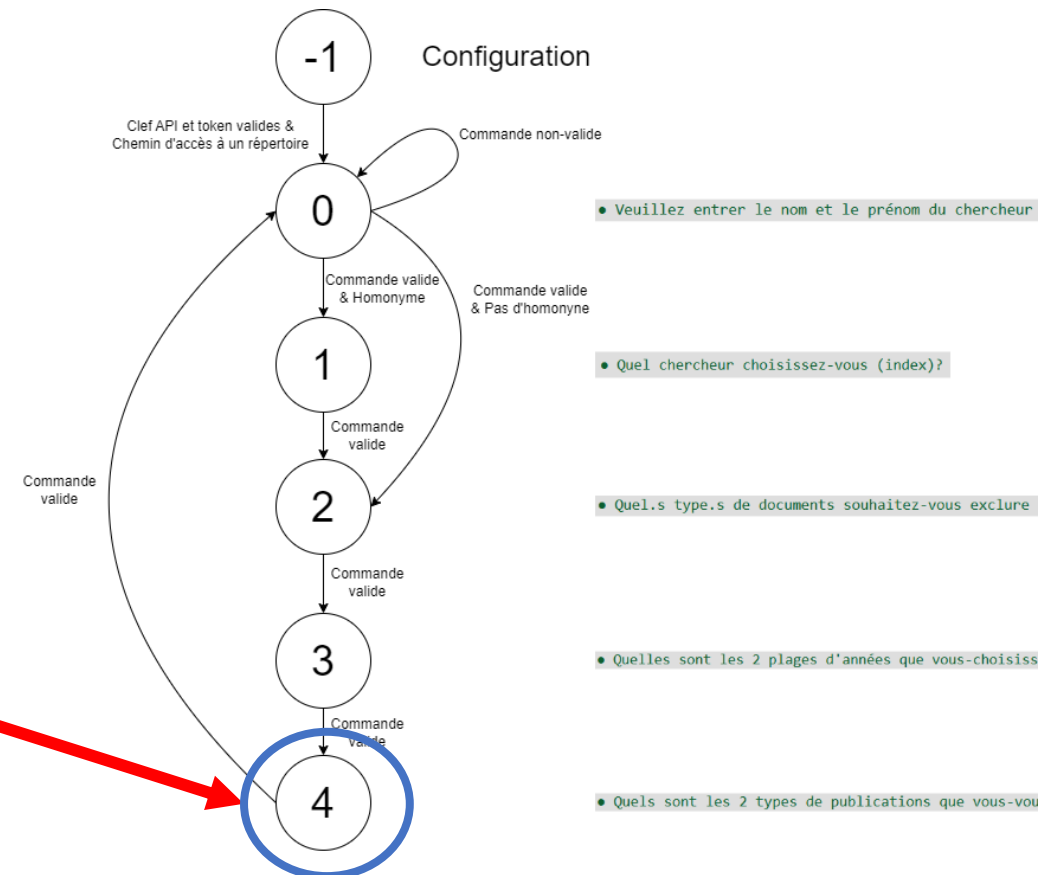 -1
Configuration
Clef API et token valides &
Chemin d'accès à un répertoire
Commande non-valide
0
• Veuillez entrer le nom et le prénom du chercheur
Commande valide
& Homonyme
Commande valide
& Pas d'homonyne
1
• Quel chercheur choisissez-vous (index)?
Commande
valide
Commande
valide
2
• Quel.s type.s de documents souhaitez-vous exclure
Commande
valide
3
• Quelles sont les 2 plages d'années que vous-choisiss
Commande
valide
4
• Quels sont les 2 types de publications que vous-vou